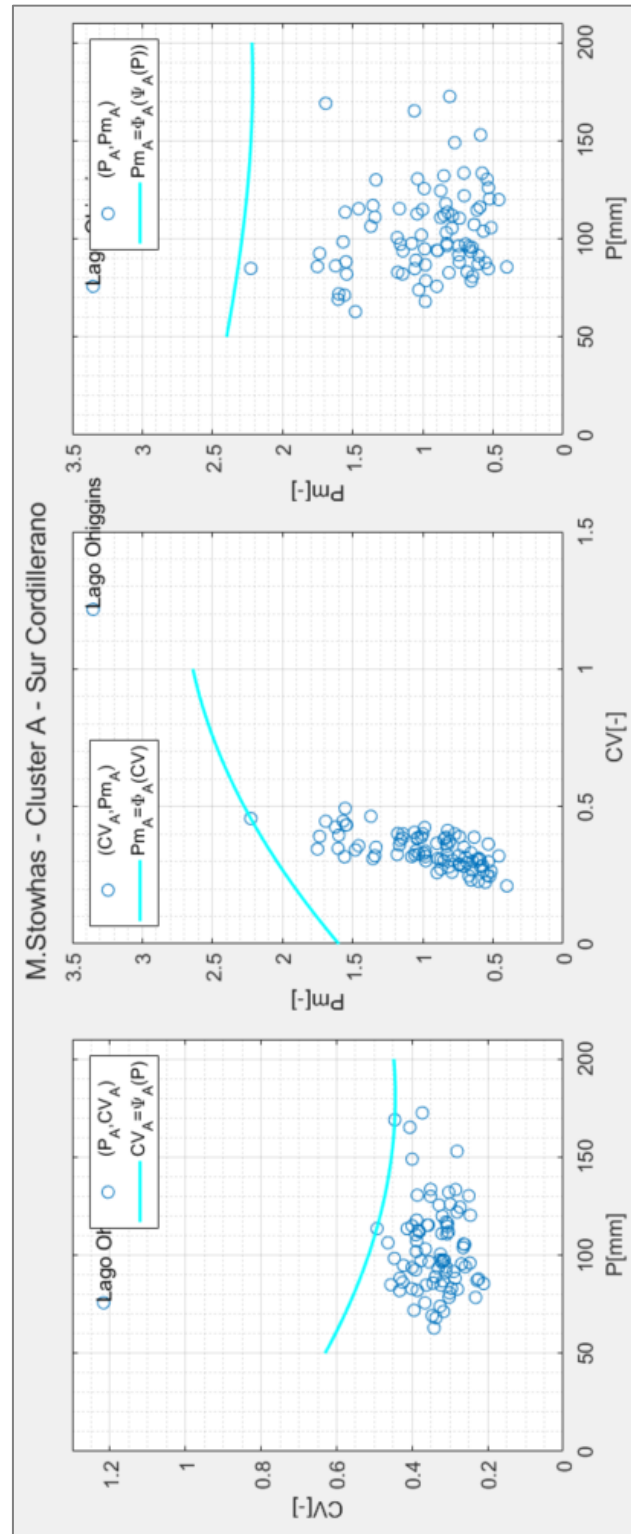 M.Stowhas - Cluster A - Sur Cordillerano
1.2
1
0.8
0.6
0.4
0.2
0
CV[-]
0
50
100
150
200
P[mm]
(P_A,CV_A)
CV_A=Ψ_A(P)
Lago Oh
3.5
3
2.5
2
1.5
1
0.5
0
Pm[-]
0
0.5
1
1.5
CV[-]
(CV_A,Pm_A)
Pm_A=Φ_A(CV)
Lago Ohiggins
3.5
3
2.5
2
1.5
1
0.5
0
Pm[-]
0
50
100
150
200
P[mm]
(P_A,Pm_A)
Pm_A=Φ_A(Ψ_A(P))